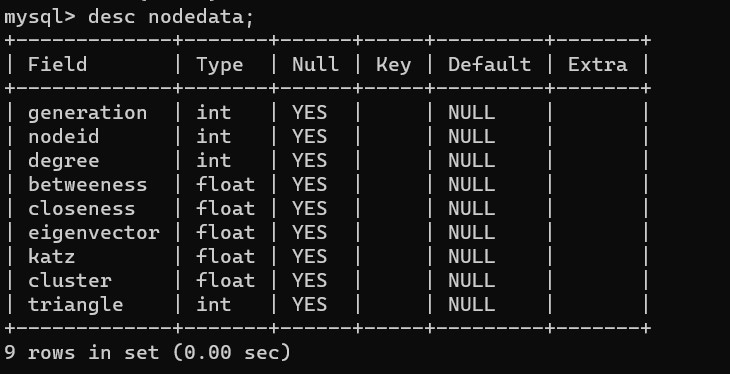 mysql> desc nodedata;
+-------------+-------+------+-----+---------+-------+
| Field       | Type  | Null | Key | Default | Extra |
+-------------+-------+------+-----+---------+-------+
| generation  | int   | YES  |     | NULL    |       |
| nodeid      | int   | YES  |     | NULL    |       |
| degree      | int   | YES  |     | NULL    |       |
| betweeness  | float | YES  |     | NULL    |       |
| closeness   | float | YES  |     | NULL    |       |
| eigenvector | float | YES  |     | NULL    |       |
| katz        | float | YES  |     | NULL    |       |
| cluster     | float | YES  |     | NULL    |       |
| triangle    | int   | YES  |     | NULL    |       |
+-------------+-------+------+-----+---------+-------+
9 rows in set (0.00 sec)